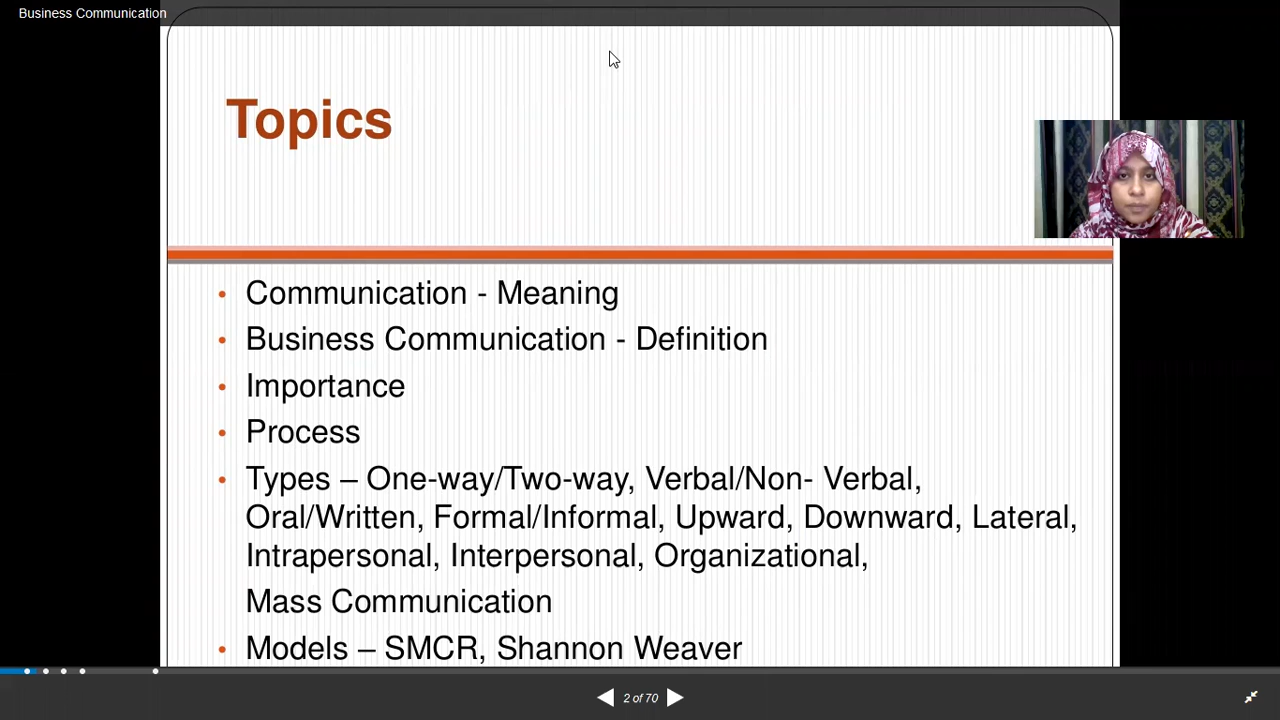 Business Communication
Topics
• Communication - Meaning
• Business Communication - Definition
• Importance
• Process
• Types – One-way/Two-way, Verbal/Non- Verbal,
Oral/Written, Formal/Informal, Upward, Downward, Lateral,
Intrapersonal, Interpersonal, Organizational,
Mass Communication
• Models – SMCR, Shannon Weaver
2 of 70